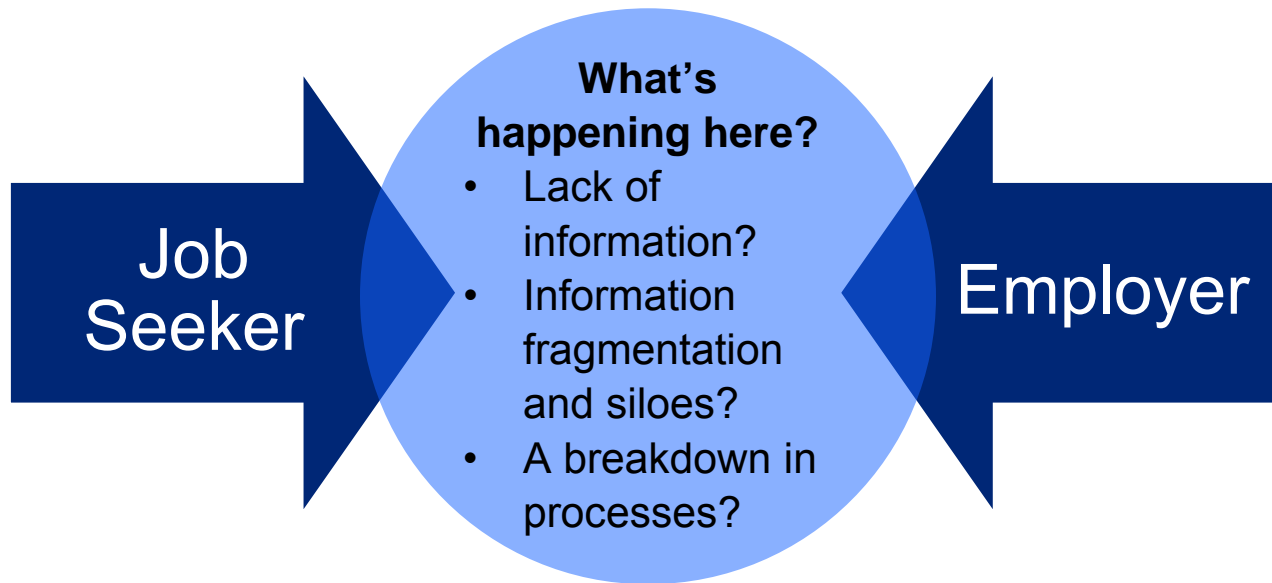 Job
Seeker
What’s
happening here?
• Lack of
information?
• Information
fragmentation
and siloes?
• A breakdown in
processes?
Employer